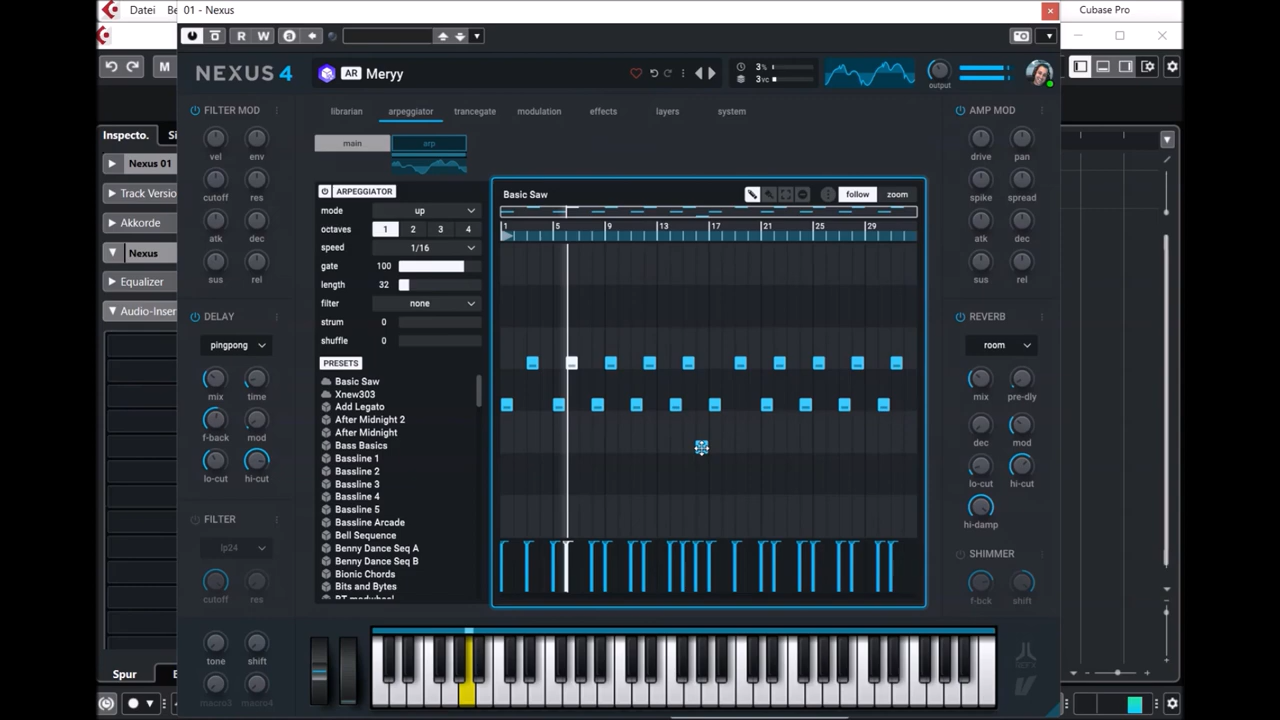 Datei
01 - Nexus
Cubase Pro
R W
M
NEXUS 4
AR Meryy
3 %
3 vc
output
librarian arpeggiator trancegate modulation effects layers system
FILTER MOD
vel env
cutoff res
atk dec
sus rel
DELAY
pingpong
mix time
f-back mod
lo-cut hi-cut
FILTER
lp24
cutoff res
tone shift
macro3 macro4
Inspecto.
Nexus 01
Track Versio
Akkorde
Nexus
Equalizer
Audio-Inser
Spur
main arp
ARPEGGIATOR
mode up
octaves 1 2 3 4
speed 1/16
gate 100
length 32
filter none
strum 0
shuffle 0
PRESETS
Basic Saw
Xnew303
Add Legato
After Midnight 2
After Midnight
Bass Basics
Bassline 1
Bassline 2
Bassline 3
Bassline 4
Bassline 5
Bassline Arcade
Bell Sequence
Benny Dance Seq A
Benny Dance Seq B
Bionic Chords
Bits and Bytes
BT modwheel
Basic Saw
follow zoom
1 5 9 13 17 21 25 29
AMP MOD
drive pan
spike spread
atk dec
sus rel
REVERB
room
mix pre-dly
dec mod
lo-cut hi-cut
hi-damp
SHIMMER
f-bck shift